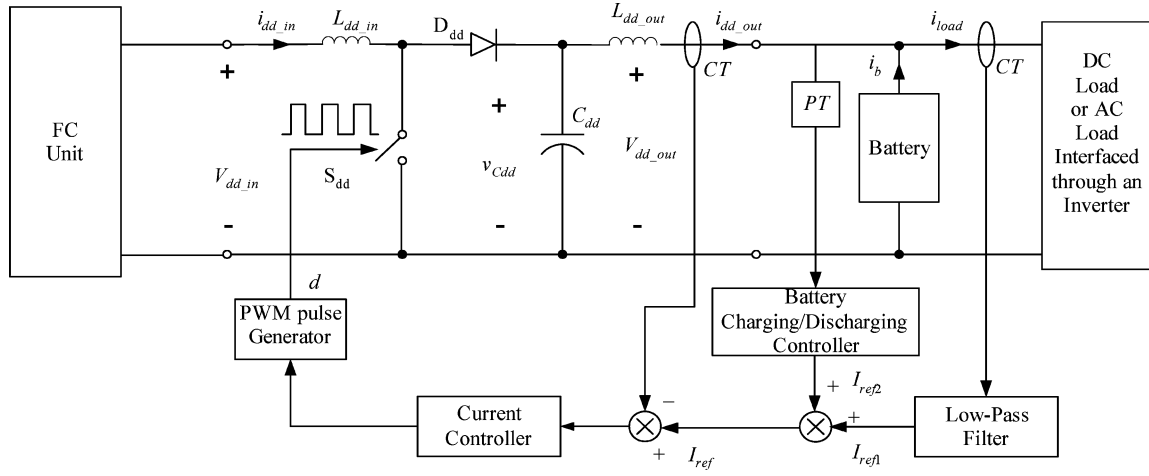 i_dd_in
L_dd_in
D_dd
L_dd_out
i_dd_out
i_load
CT
CT
i_b
FC
Unit
+
+
+
PT
Battery
DC
Load
or AC
Load
Interfaced
through an
Inverter
C_dd
V_dd_in
S_dd
v_Cdd
V_dd_out
-
-
-
d
PWM pulse
Generator
Battery
Charging/Discharging
Controller
+ I_ref2
−
+
+
Current
Controller
I_ref
I_ref1
Low-Pass
Filter